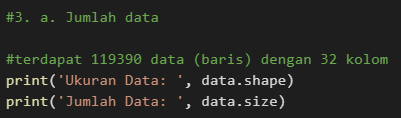 #3. a. Jumlah data
#terdapat 119390 data (baris) dengan 32 kolom
print('Ukuran Data: ', data.shape)
print('Jumlah Data: ', data.size)